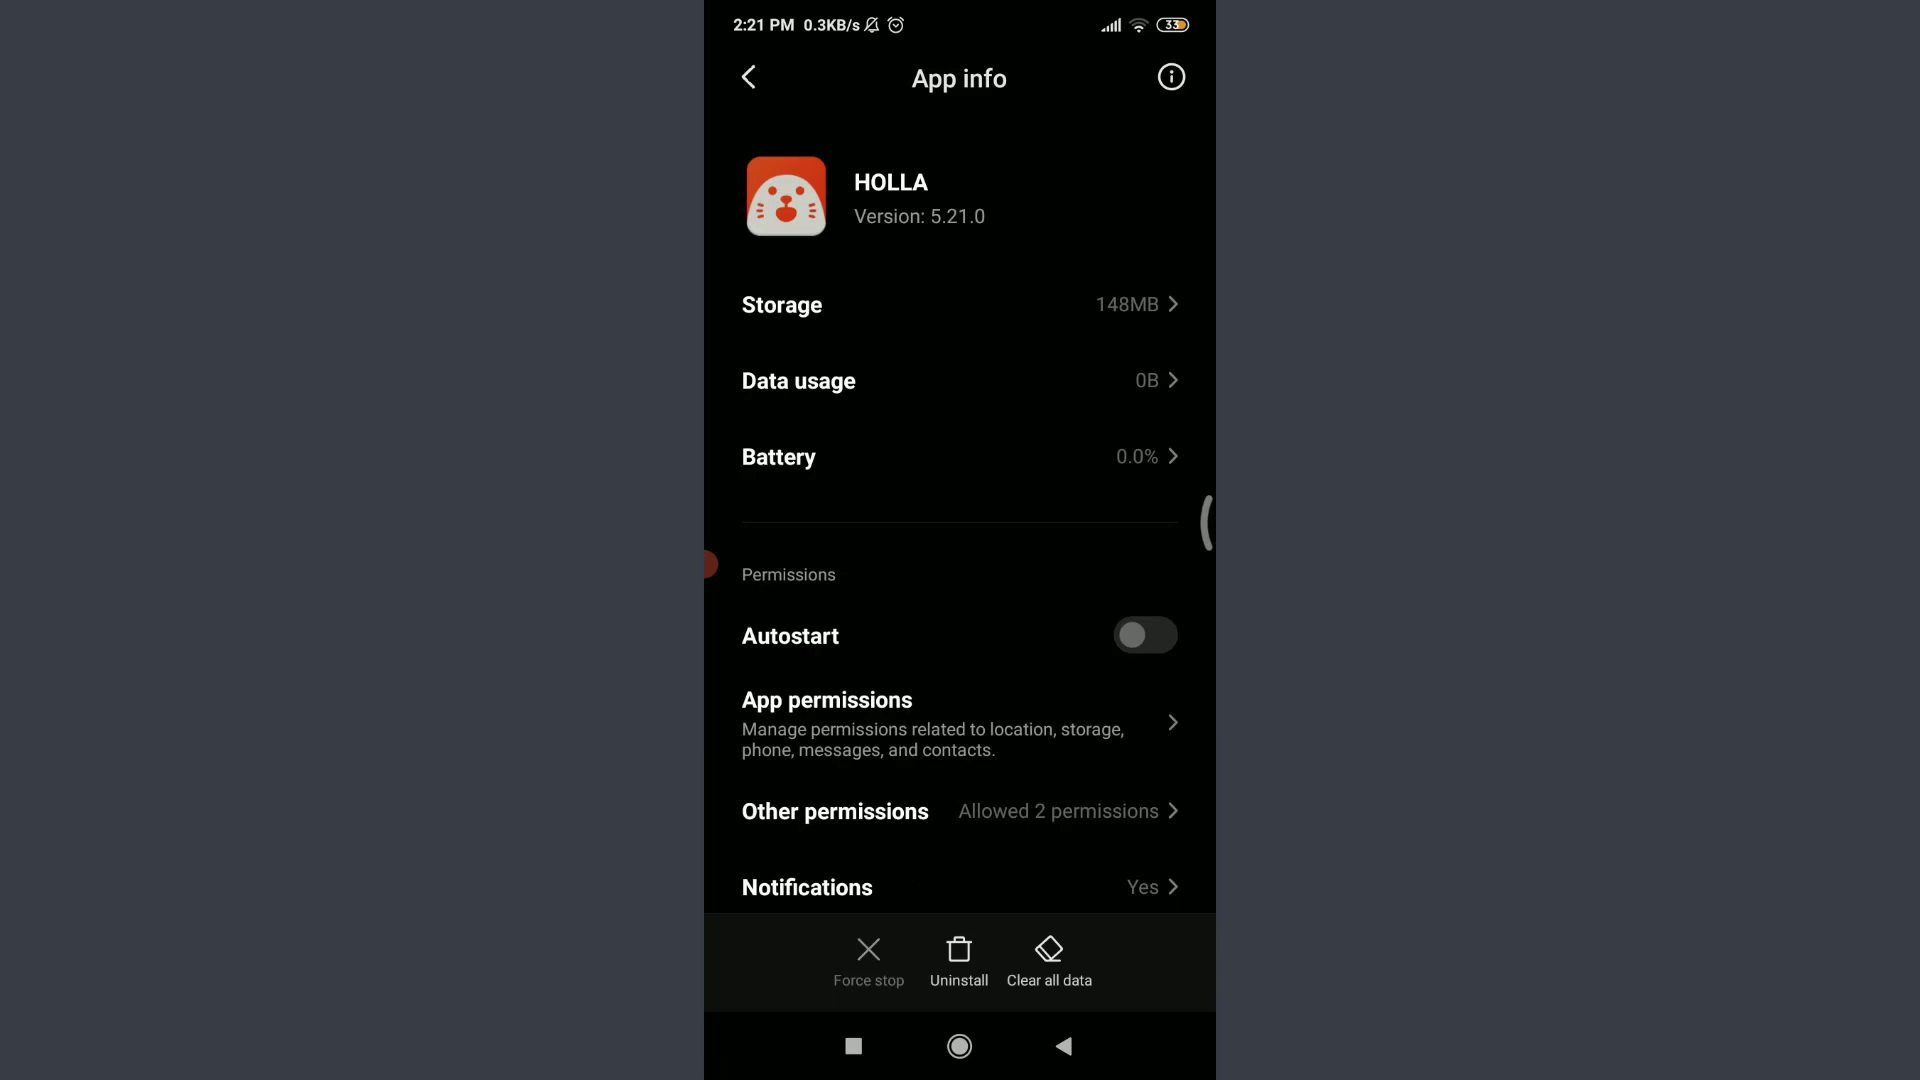 2:21 PM 0.3KB/s 33
App info
HOLLA
Version: 5.21.0
Storage 148MB
Data usage 0B
Battery 0.0%
Permissions
Autostart
App permissions
Manage permissions related to location, storage,
phone, messages, and contacts.
Other permissions Allowed 2 permissions
Notifications Yes
Force stop Uninstall Clear all data